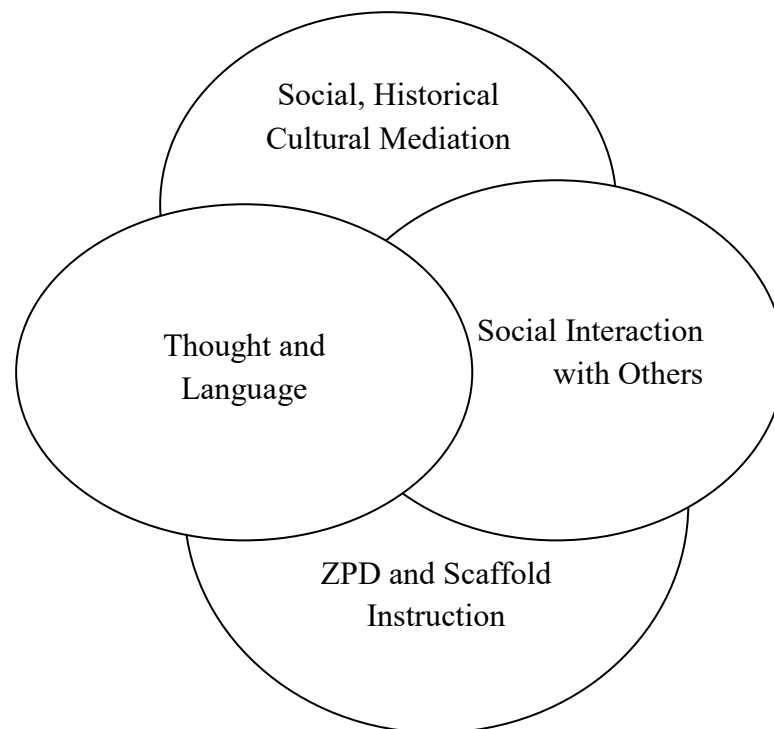 Social, Historical
Cultural Mediation
Thought and
Language
Social Interaction
with Others
ZPD and Scaffold
Instruction